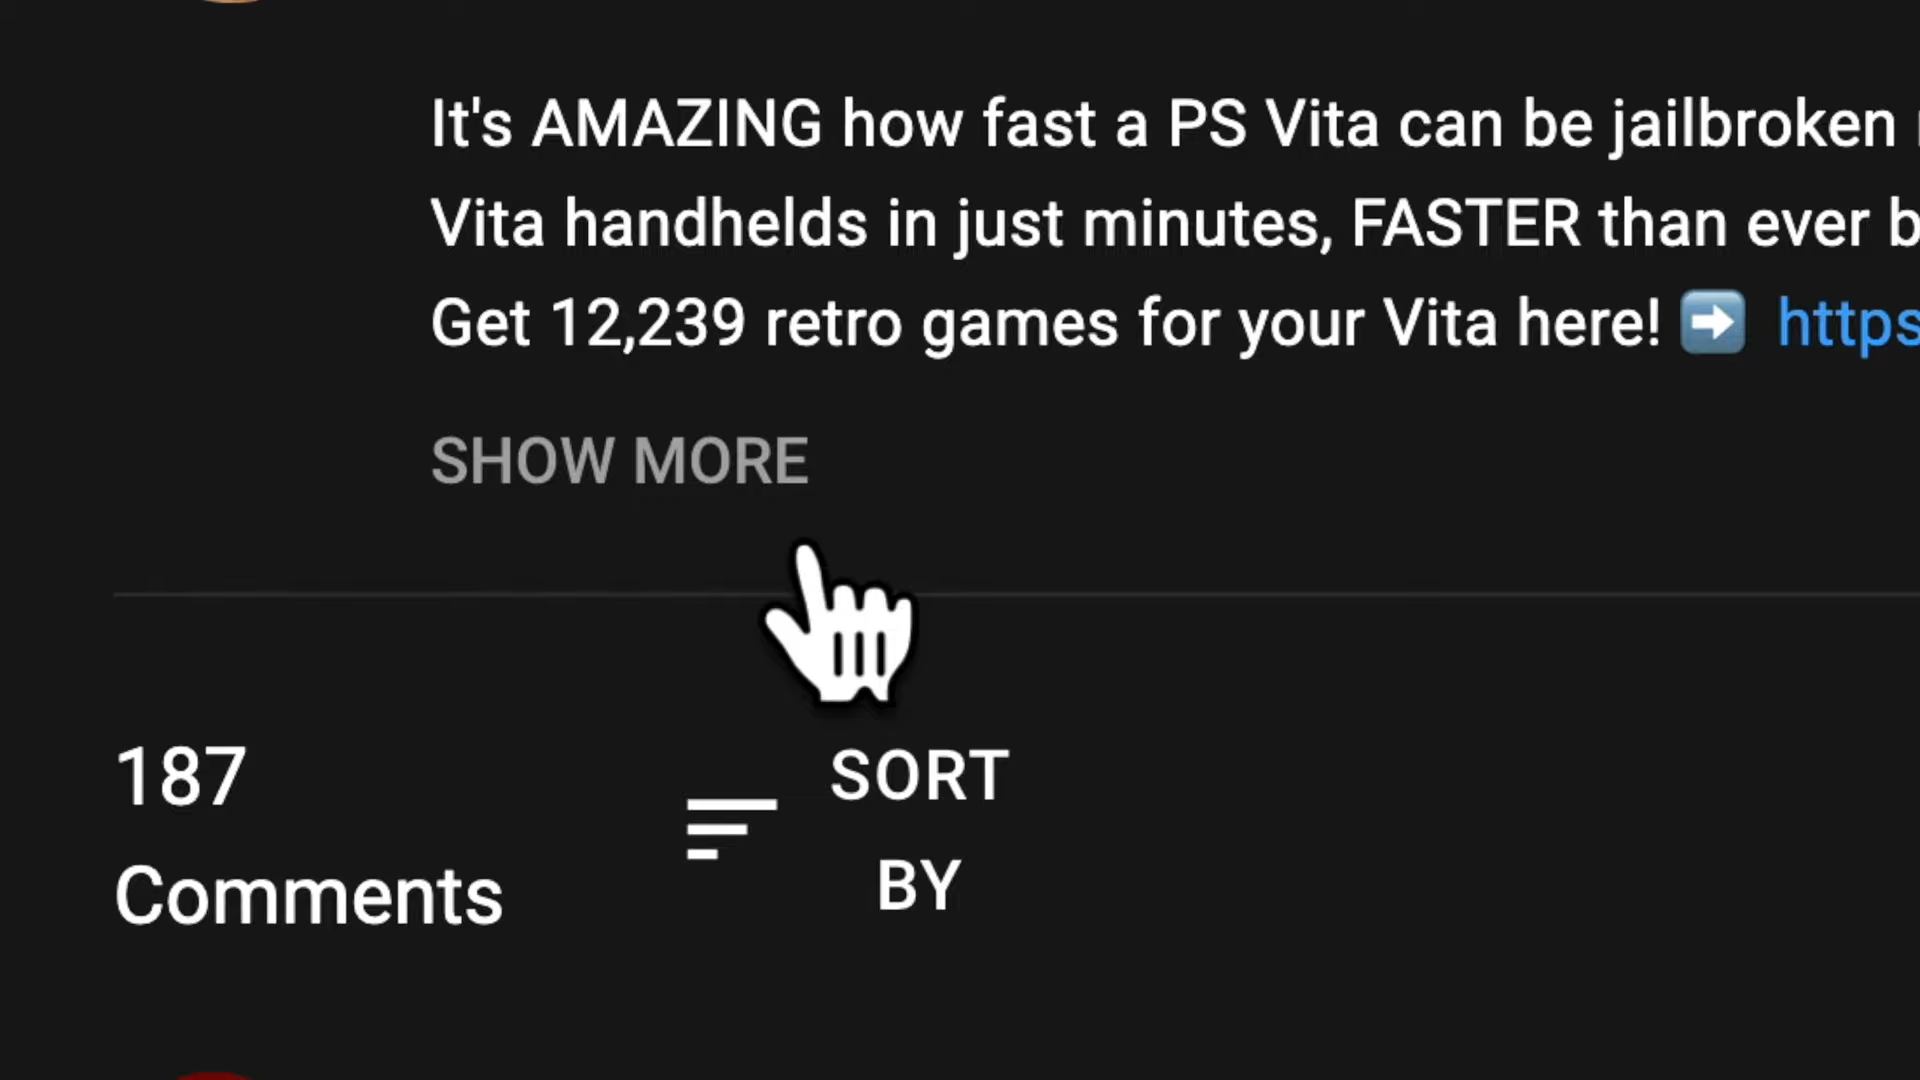 It's AMAZING how fast a PS Vita can be jailbroken
Vita handhelds in just minutes, FASTER than ever
Get 12,239 retro games for your Vita here! ➡ https
SHOW MORE
187
Comments
SORT
BY